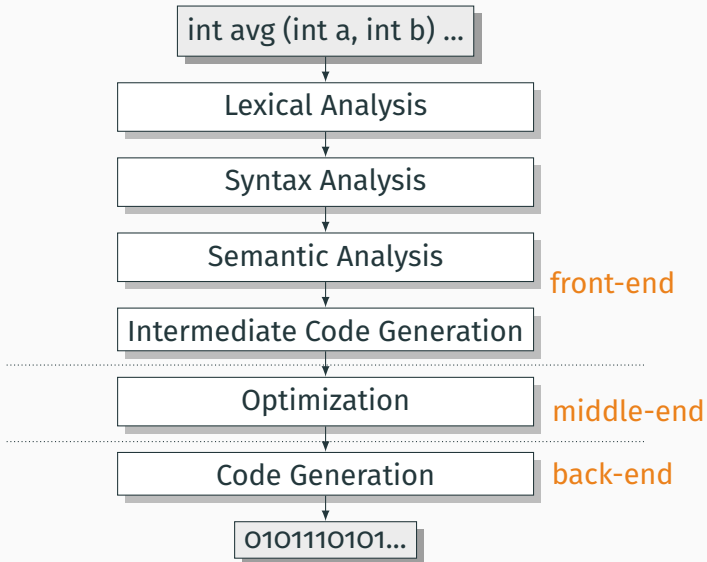 int avg (int a, int b) ...
Lexical Analysis
Syntax Analysis
Semantic Analysis
front-end
Intermediate Code Generation
Optimization
middle-end
Code Generation
back-end
0101110101...